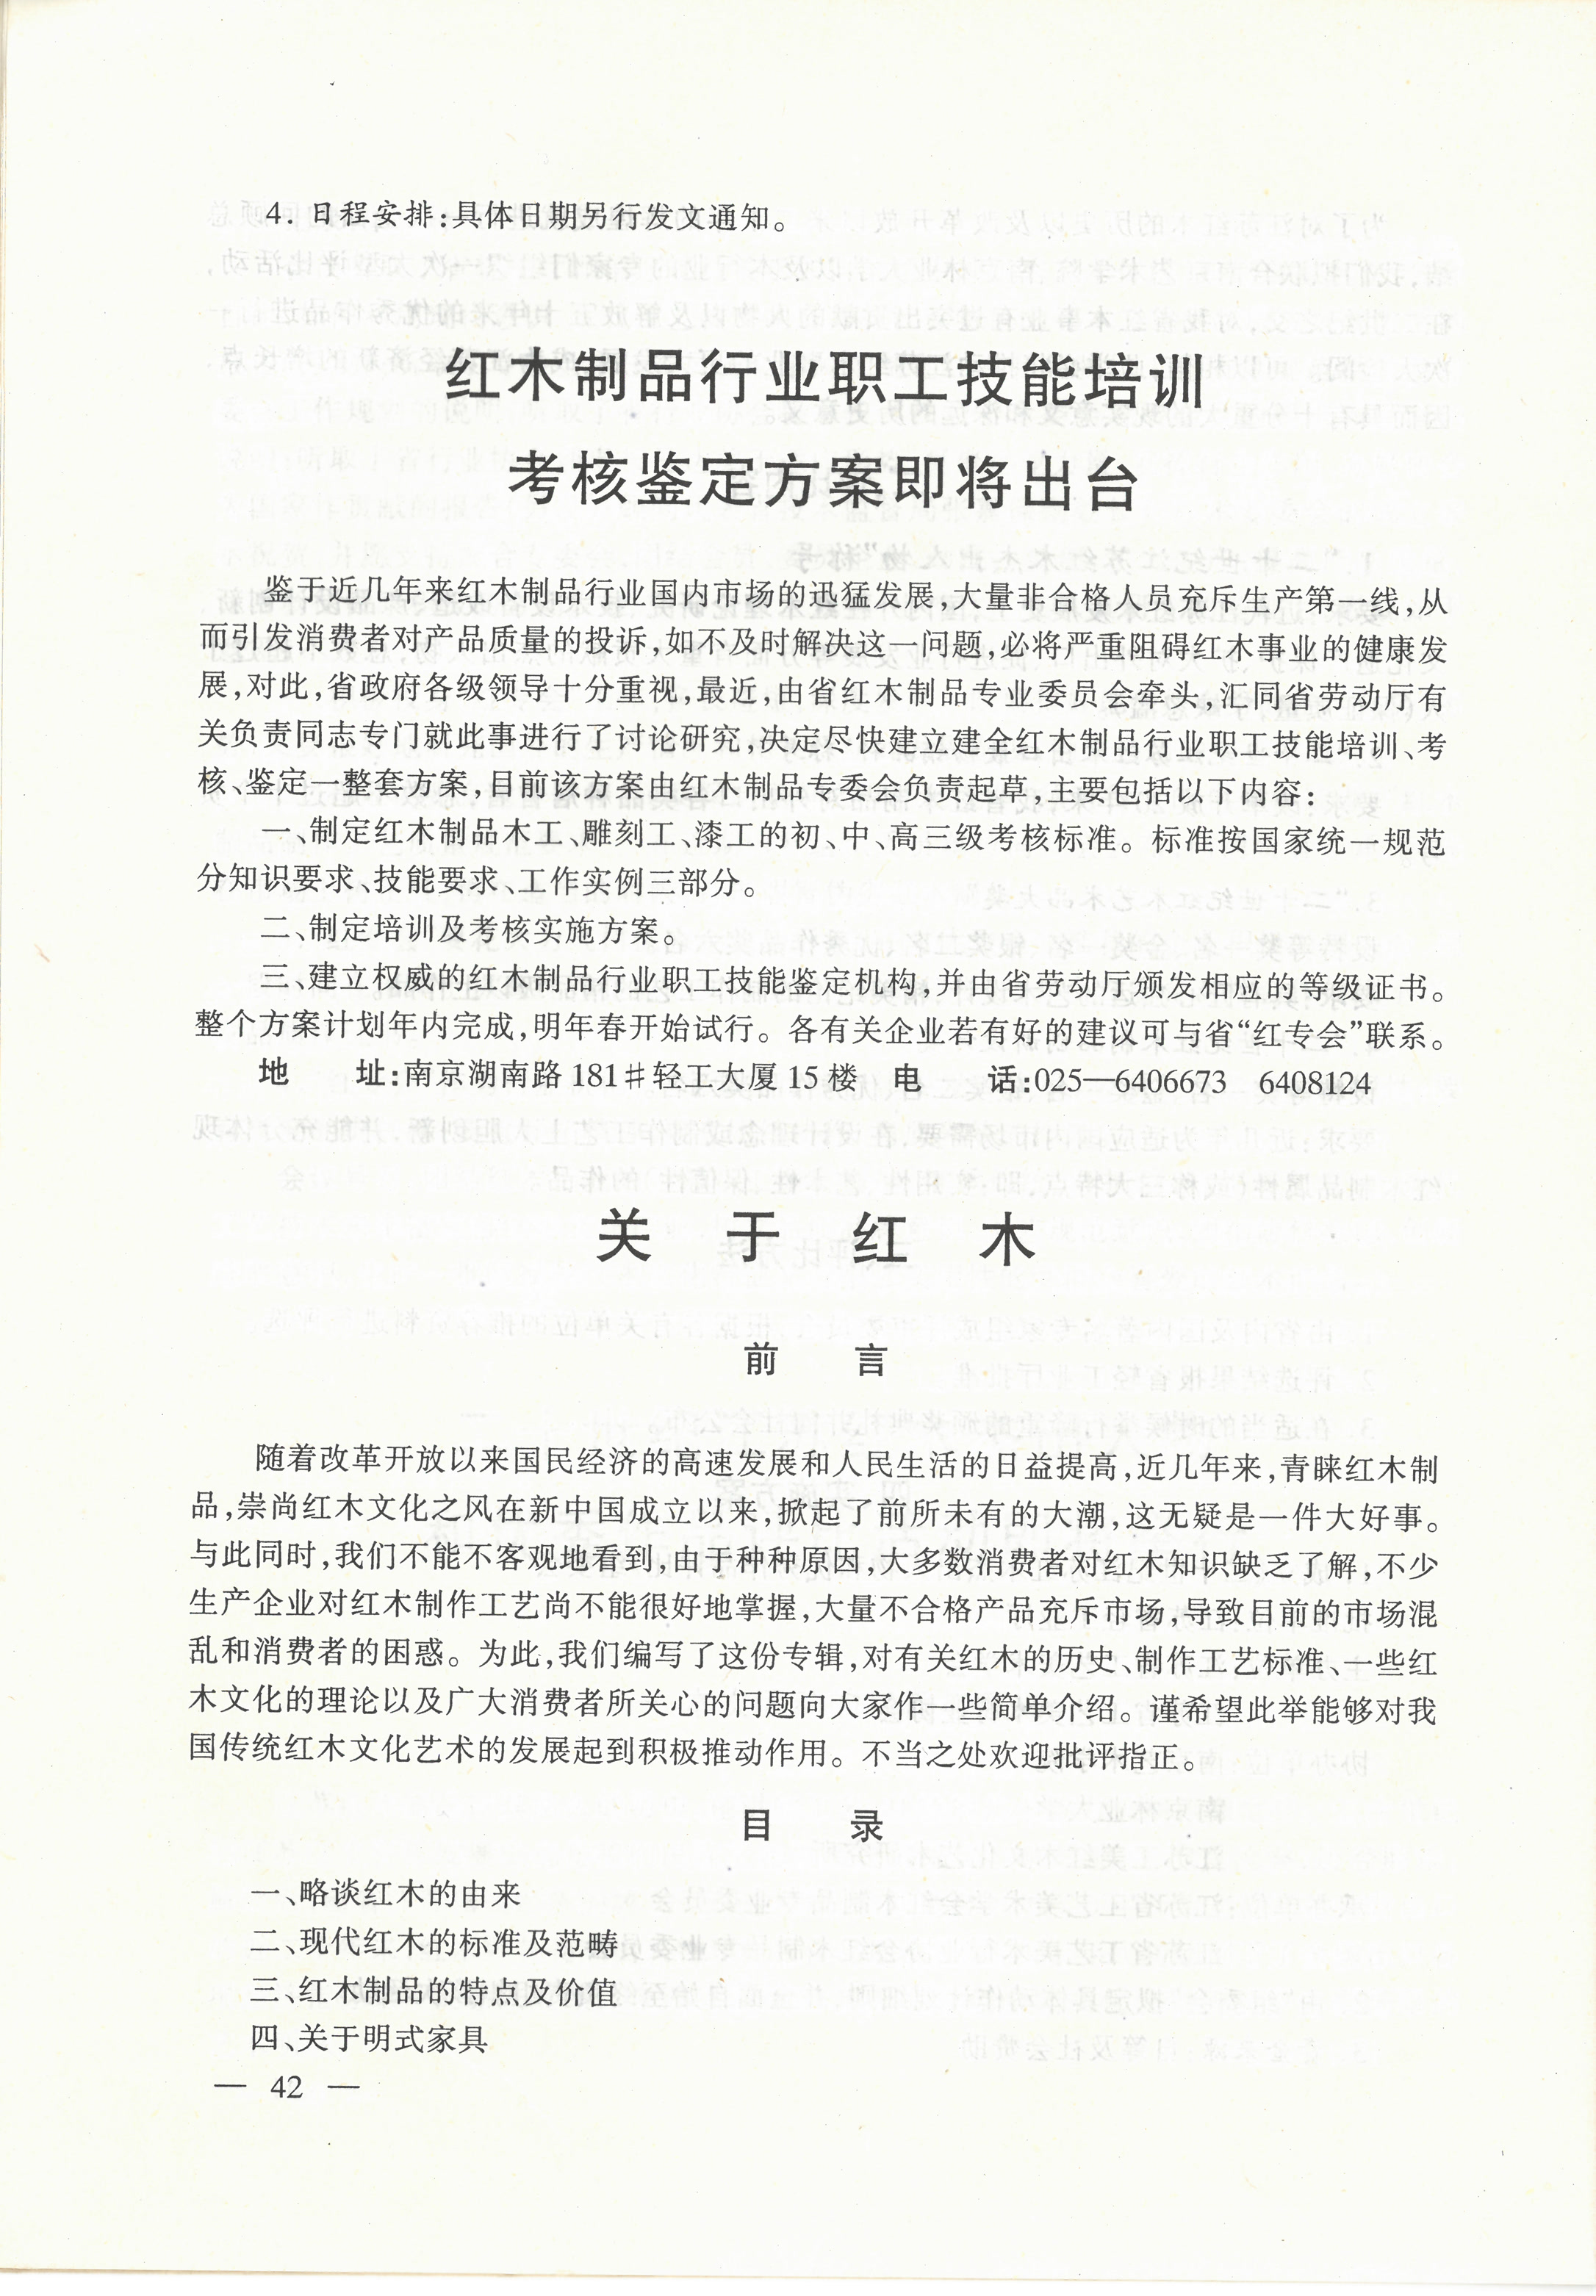 4. 日程安排:具体日期另行发文通知。
红木制品行业职工技能培训
考核鉴定方案即将出台
鉴于近几年来红木制品行业国内市场的迅猛发展,大量非合格人员充斥生产第一线,从
而引发消费者对产品质量的投诉,如不及时解决这一问题,必将严重阻碍红木事业的健康发
展,对此,省政府各级领导十分重视,最近,由省红木制品专业委员会牵头,汇同省劳动厅有
关负责同志专门就此事进行了讨论研究,决定尽快建立建全红木制品行业职工技能培训、考
核、鉴定一整套方案,目前该方案由红木制品专委会负责起草,主要包括以下内容:
一、制定红木制品木工、雕刻工、漆工的初、中、高三级考核标准。标准按国家统一规范
分知识要求、技能要求、工作实例三部分。
二、制定培训及考核实施方案。
三、建立权威的红木制品行业职工技能鉴定机构,并由省劳动厅颁发相应的等级证书。
整个方案计划年内完成,明年春开始试行。各有关企业若有好的建议可与省“红专会”联系。
地　　址:南京湖南路181#轻工大厦15楼　电　　话:025—6406673　6408124
关　于　红　木
前　　言
随着改革开放以来国民经济的高速发展和人民生活的日益提高,近几年来,青睐红木制
品,崇尚红木文化之风在新中国成立以来,掀起了前所未有的大潮,这无疑是一件大好事。
与此同时,我们不能不客观地看到,由于种种原因,大多数消费者对红木知识缺乏了解,不少
生产企业对红木制作工艺尚不能很好地掌握,大量不合格产品充斥市场,导致目前的市场混
乱和消费者的困惑。为此,我们编写了这份专辑,对有关红木的历史、制作工艺标准、一些红
木文化的理论以及广大消费者所关心的问题向大家作一些简单介绍。谨希望此举能够对我
国传统红木文化艺术的发展起到积极推动作用。不当之处欢迎批评指正。
目　　录
一、略谈红木的由来
二、现代红木的标准及范畴
三、红木制品的特点及价值
四、关于明式家具
— 42 —